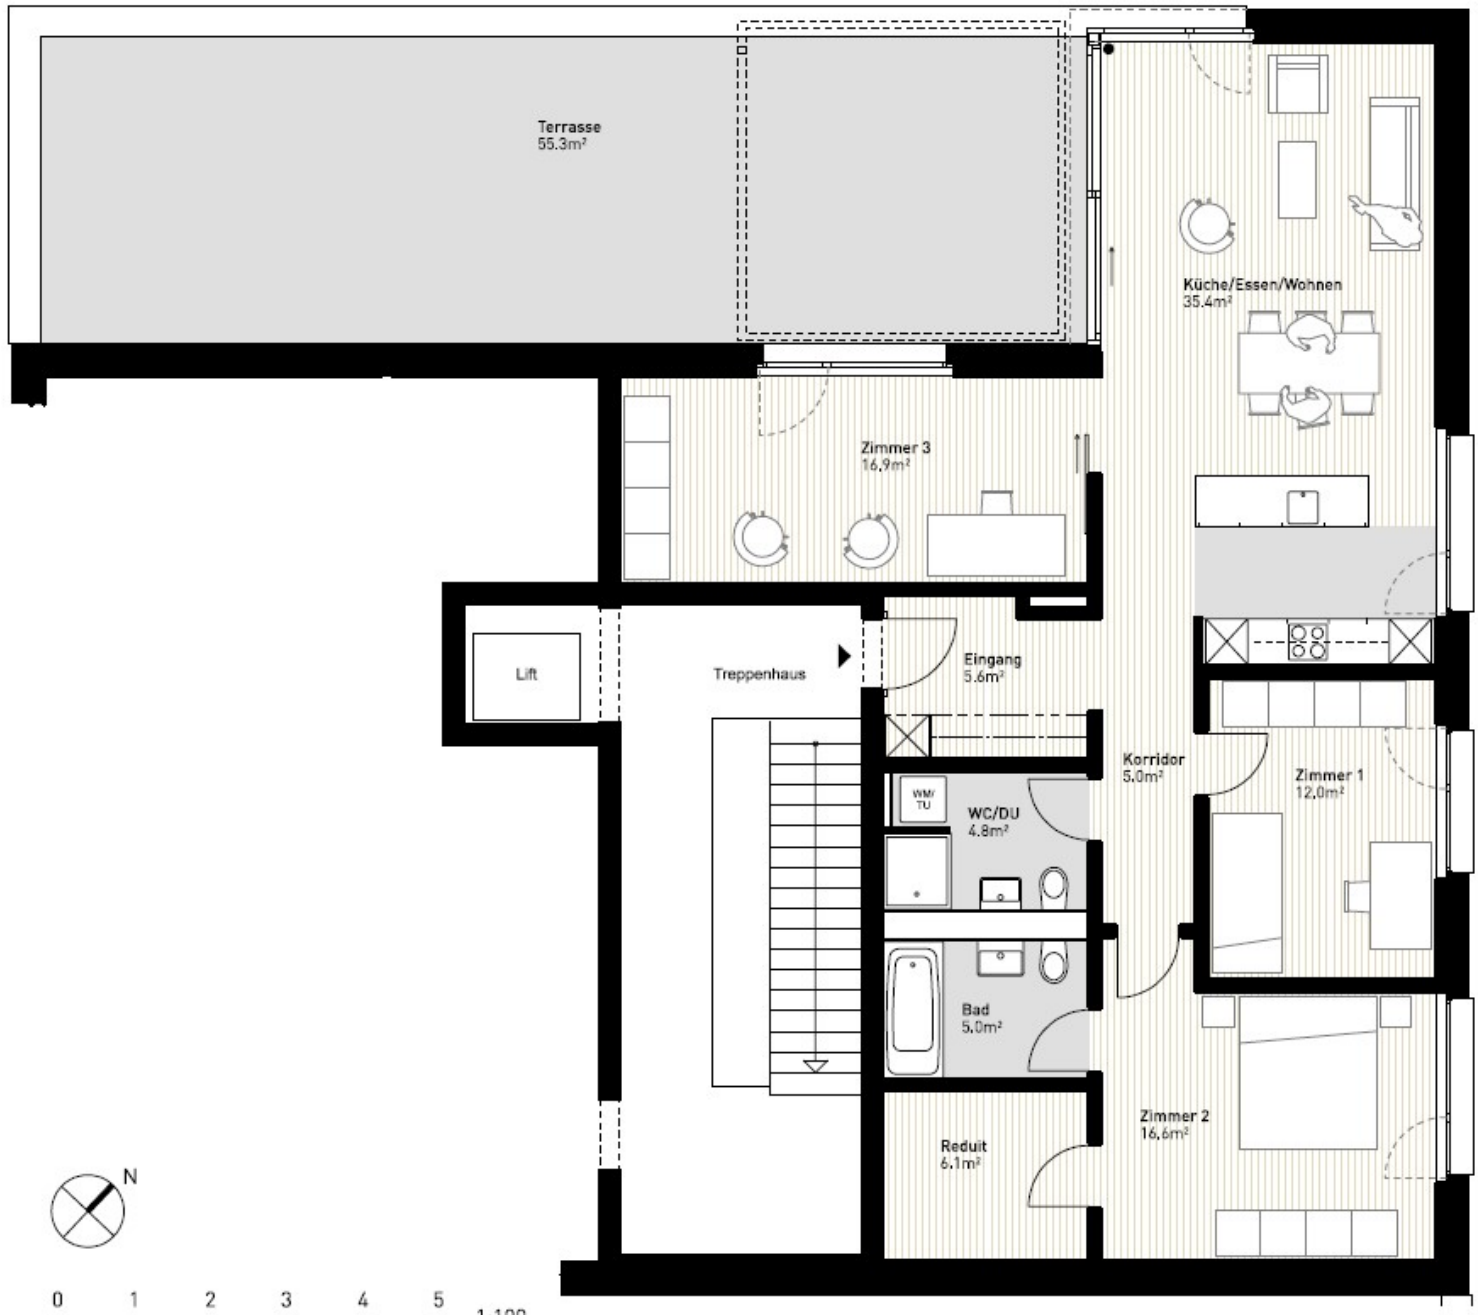 Terrasse
55.3m²
Küche/Essen/Wohnen
35.4m²
Zimmer 3
16,9m²
Eingang
5.6m²
Lift
Treppenhaus
Korridor
5.0m²
Zimmer 1
12,0m²
WM/
TU
WC/DU
4.8m²
Bad
5.0m²
Zimmer 2
16,6m²
Reduit
6.1m²
N
0 1 2 3 4 5
1:100